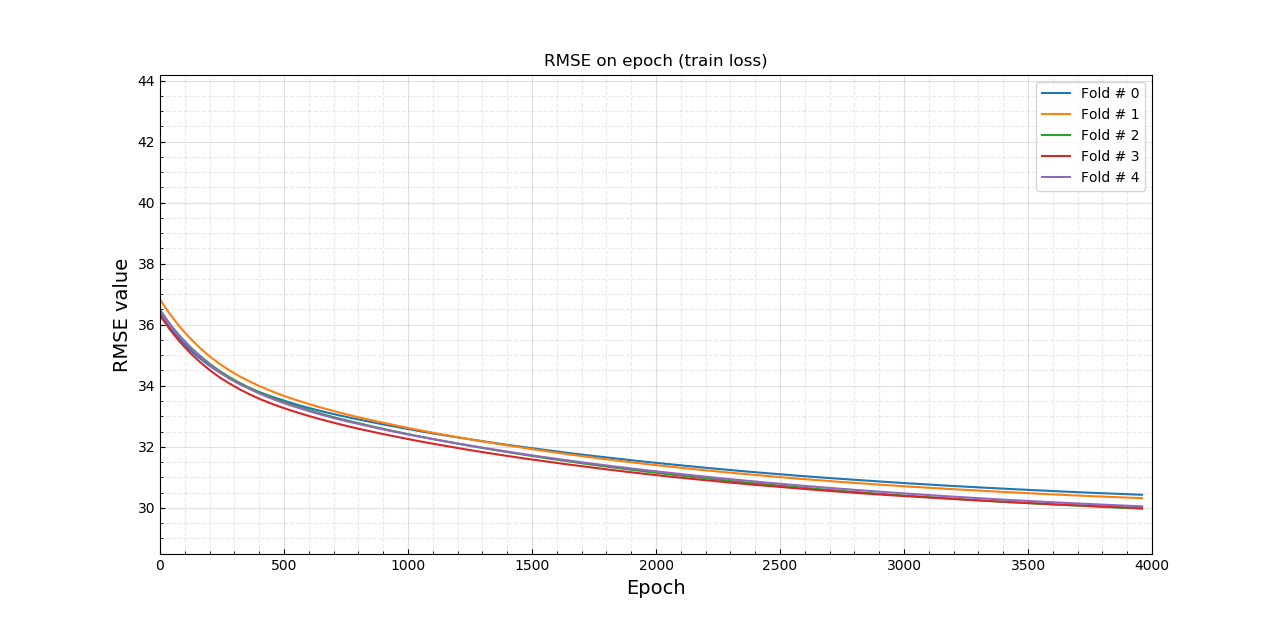 RMSE on epoch (train loss)
44
42
40
38
36
34
32
30
RMSE value
Fold # 0
Fold # 1
Fold # 2
Fold # 3
Fold # 4
0 500 1000 1500 2000 2500 3000 3500 4000
Epoch